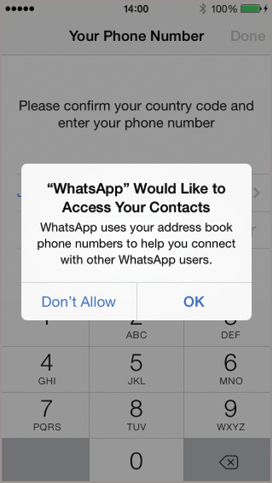 14:00
100%
Your Phone Number
Done
Please confirm your country code and
enter your phone number
“WhatsApp” Would Like to
Access Your Contacts
WhatsApp uses your address book
phone numbers to help you connect
with other WhatsApp users.
Don't Allow
OK
ABC
DEF
4
5
6
GHI
JKL
MNO
7
8
9
PQRS
TUV
WXYZ
0